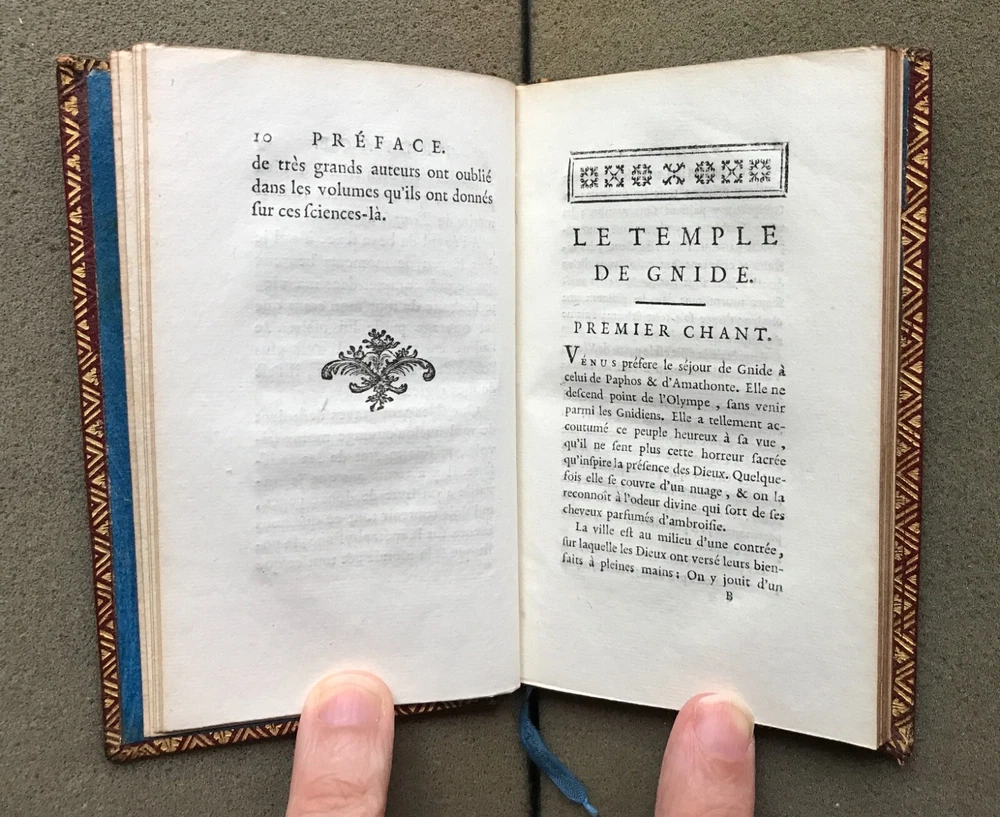 10 PRÉFACE.
de très grands auteurs ont oublié
dans les volumes qu'ils ont donnés
ſur ces ſciences-là.
LE TEMPLE
DE GNIDE.
PREMIER CHANT.
VÉNUS préfere le séjour de Gnide à
celui de Paphos & d'Amathonte. Elle ne
deſcend point de l'Olympe, ſans venir
parmi les Gnidiens. Elle a tellement ac-
coutumé ce peuple heureux à ſa vue,
qu'il ne ſent plus cette horreur ſacrée
qu'inſpire la préſence des Dieux. Quelque-
fois elle ſe couvre d'un nuage, & on la
reconnoît à l'odeur divine qui ſort de ſes
cheveux parfumés d'ambroiſie.
La ville eſt au milieu d'une contrée,
ſur laquelle les Dieux ont verſé leurs bien-
faits à pleines mains: On y jouit d'un
B